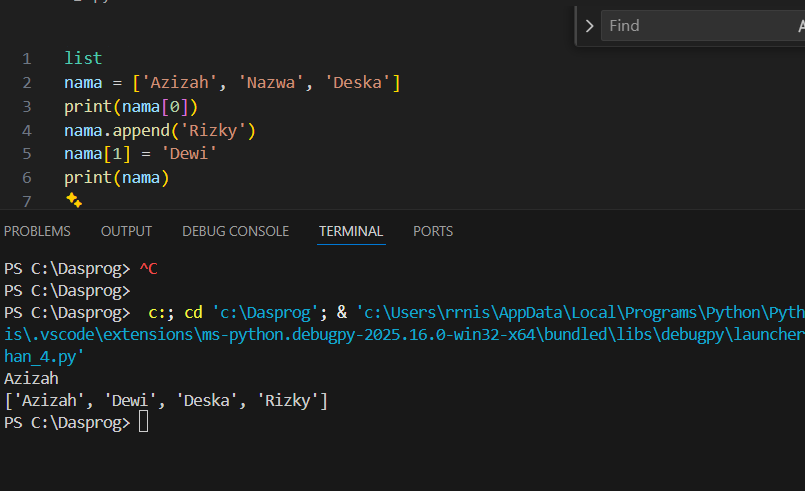 Find
1 list
2 nama = ['Azizah', 'Nazwa', 'Deska']
3 print(nama[0])
4 nama.append('Rizky')
5 nama[1] = 'Dewi'
6 print(nama)
7
PROBLEMS OUTPUT DEBUG CONSOLE TERMINAL PORTS
PS C:\Dasprog> ^C
PS C:\Dasprog>
PS C:\Dasprog>  c:; cd 'c:\Dasprog'; & 'c:\Users\rrnis\AppData\Local\Programs\Python\Pyth
is\.vscode\extensions\ms-python.debugpy-2025.16.0-win32-x64\bundled\libs\debugpy\launcher
han_4.py'
Azizah
['Azizah', 'Dewi', 'Deska', 'Rizky']
PS C:\Dasprog>